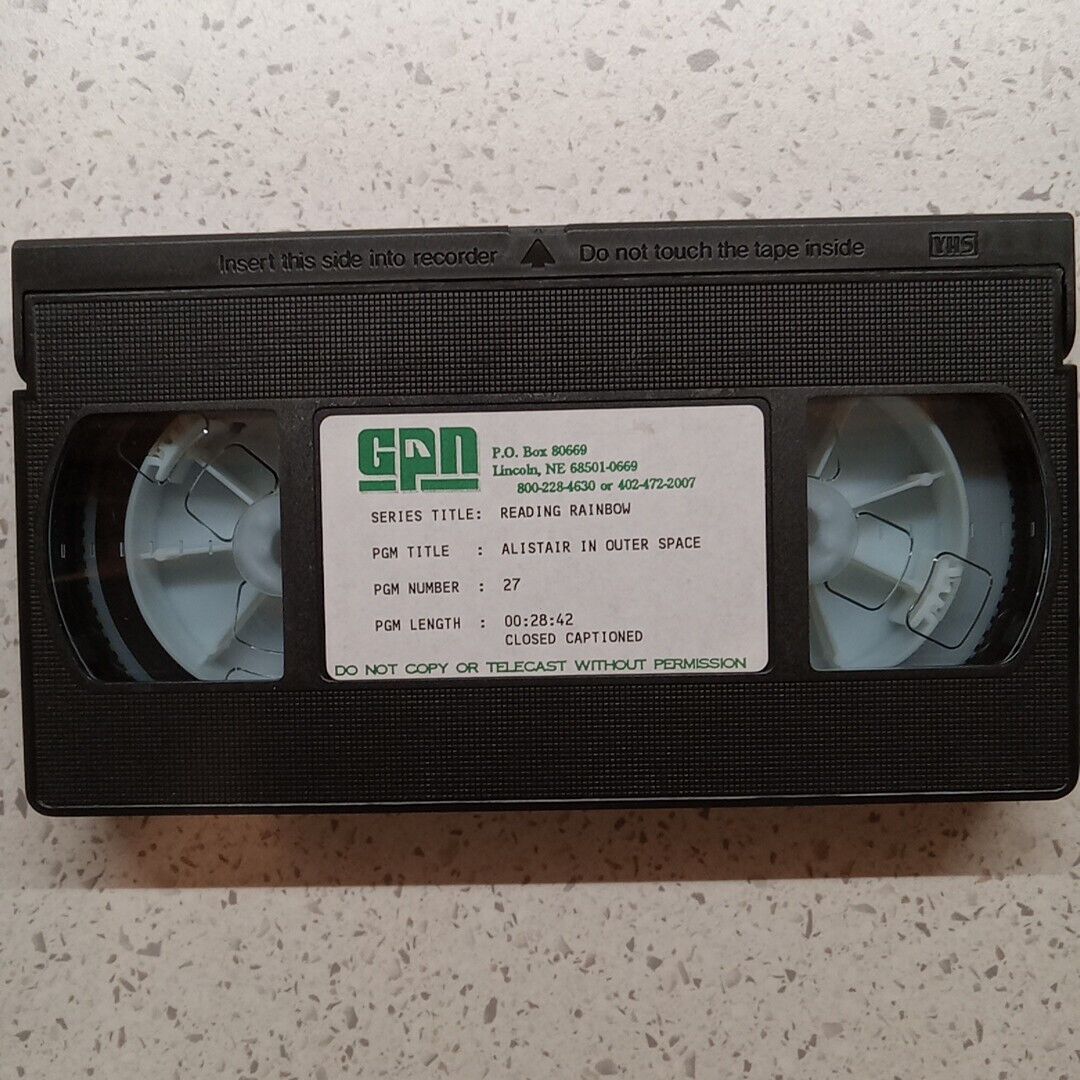 Insert this side into recorder Do not touch the tape inside VHS
GPN
P.O. Box 80669
Lincoln, NE 68501-0669
800-228-4630 or 402-472-2007
SERIES TITLE: READING RAINBOW
PGM TITLE : ALISTAIR IN OUTER SPACE
PGM NUMBER : 27
PGM LENGTH : 00:28:42
CLOSED CAPTIONED
DO NOT COPY OR TELECAST WITHOUT PERMISSION